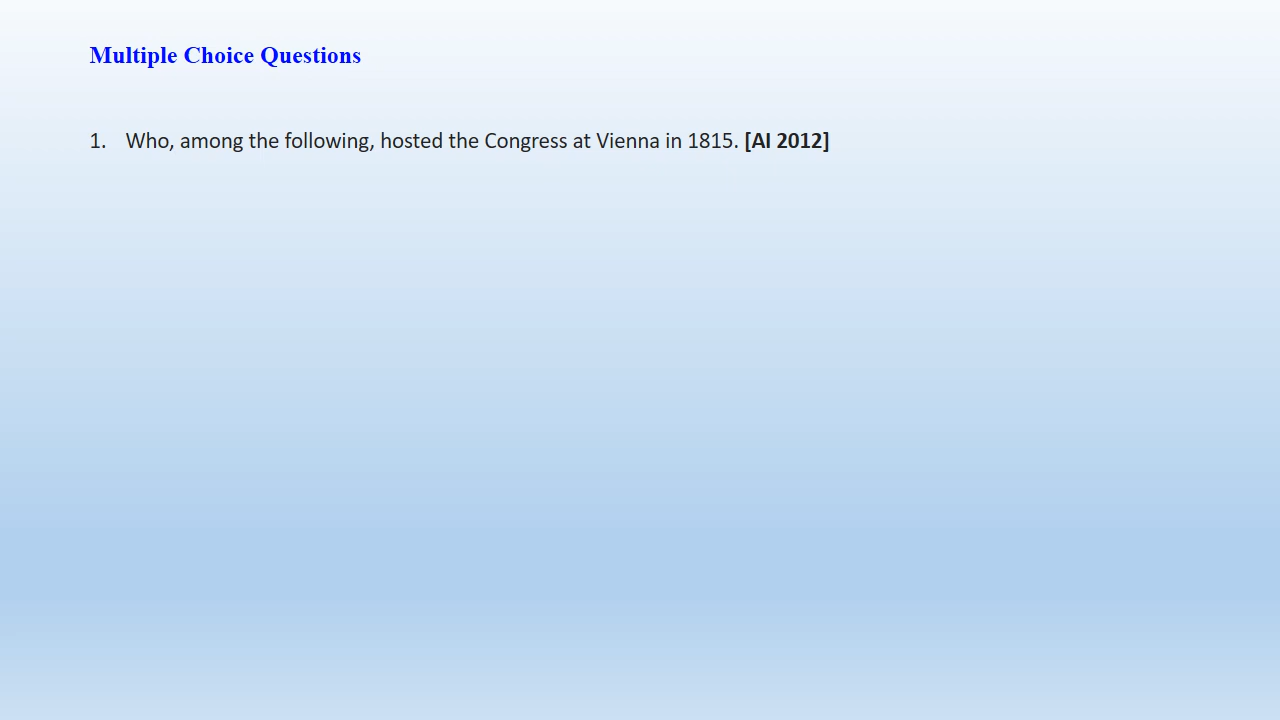 Multiple Choice Questions
1. Who, among the following, hosted the Congress at Vienna in 1815. [AI 2012]